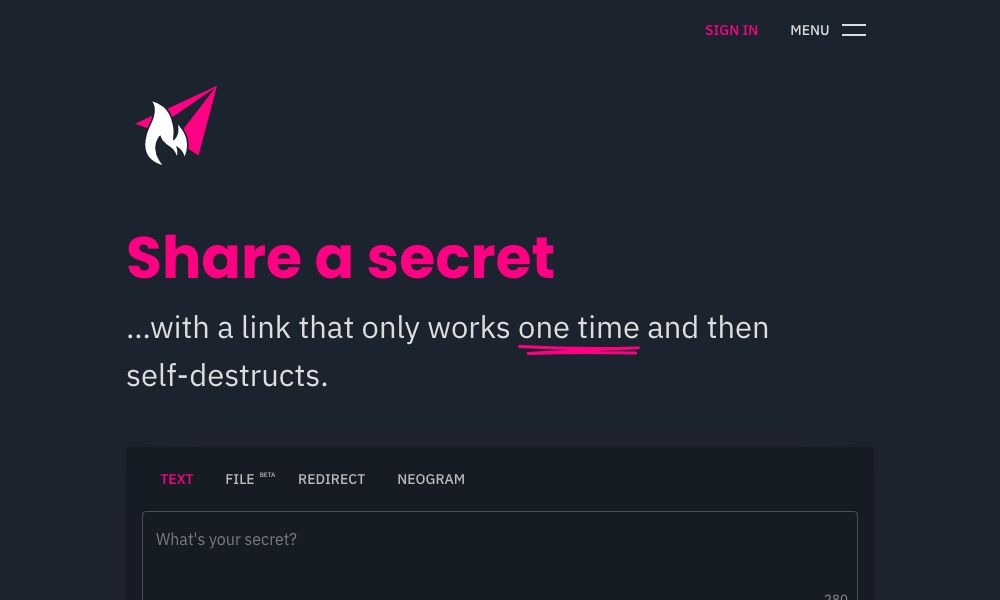 SIGN IN MENU
Share a secret
...with a link that only works one time and then
self-destructs.
TEXT FILE BETA REDIRECT NEOGRAM
What's your secret?
280